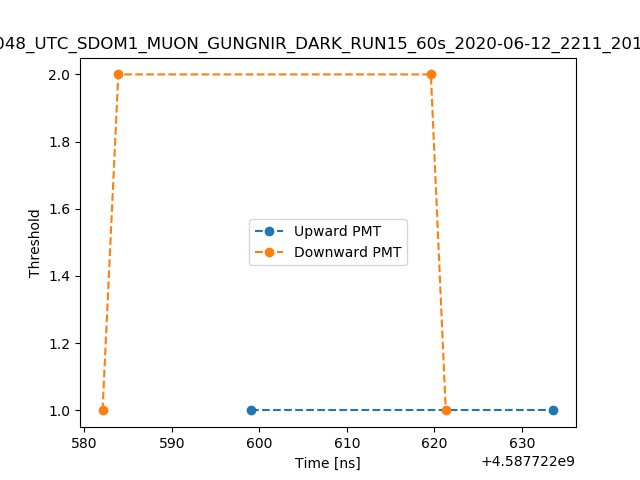 048_UTC_SDOM1_MUON_GUNGNIR_DARK_RUN15_60s_2020-06-12_2211_201
2.0
1.8
1.6
1.4
1.2
1.0
Threshold
Upward PMT
Downward PMT
580 590 600 610 620 630
Time [ns]
+4.587722e9